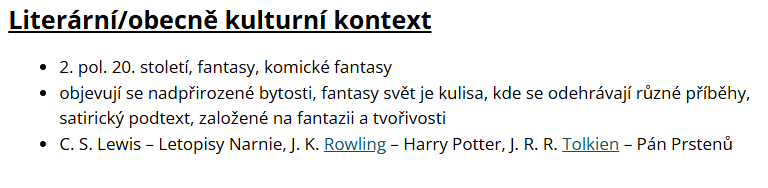 Literární/obecně kulturní kontext
• 2. pol. 20. století, fantasy, komické fantasy
• objevují se nadpřirozené bytosti, fantasy svět je kulisa, kde se odehrávají různé příběhy,
satirický podtext, založené na fantazii a tvořivosti
• C. S. Lewis – Letopisy Narnie, J. K. Rowling – Harry Potter, J. R. R. Tolkien – Pán Prstenů